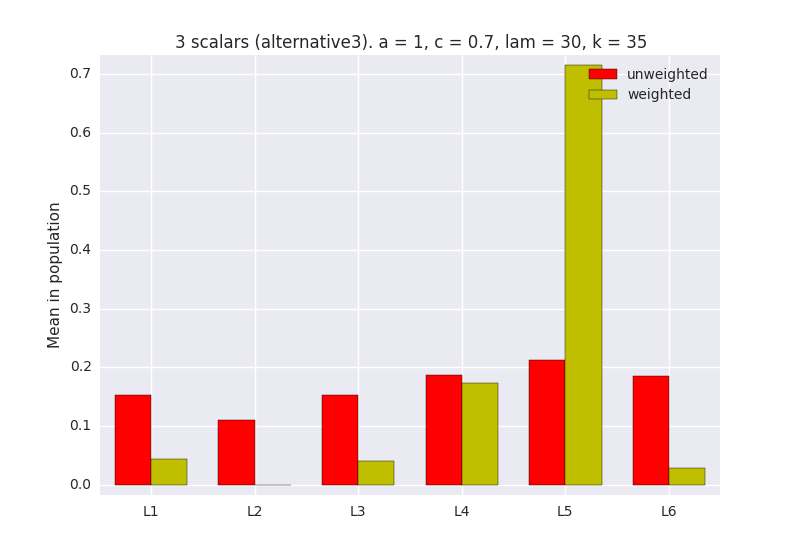 3 scalars (alternative3). a = 1, c = 0.7, lam = 30, k = 35
unweighted
weighted
Mean in population
0.7
0.6
0.5
0.4
0.3
0.2
0.1
0.0
L1 L2 L3 L4 L5 L6